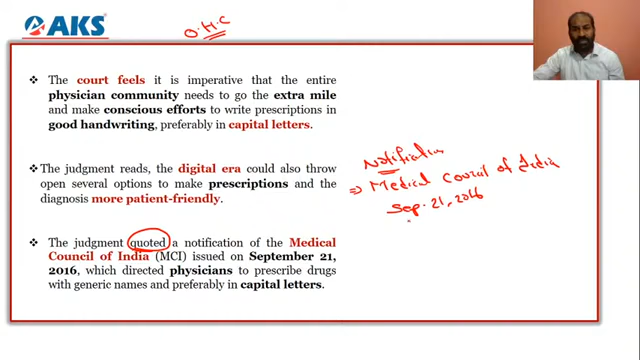 AKS
O.H.C
❖ The court feels it is imperative that the entire
physician community needs to go the extra mile
and make conscious efforts to write prescriptions in
good handwriting, preferably in capital letters.
❖ The judgment reads, the digital era could also throw
open several options to make prescriptions and the
diagnosis more patient-friendly.
❖ The judgment quoted a notification of the Medical
Council of India (MCI) issued on September 21,
2016, which directed physicians to prescribe drugs
with generic names and preferably in capital letters.
Notification
⇒ Medical Council of India
Sep. 21, 2016